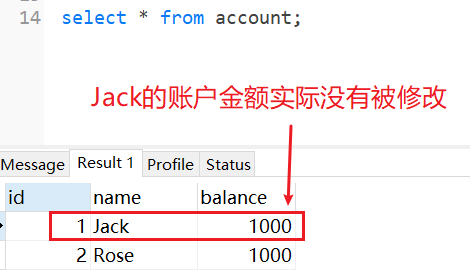 14 select * from account;
Jack的账户金额实际没有被修改
Message Result 1 Profile Status
id name balance
1 Jack 1000
2 Rose 1000